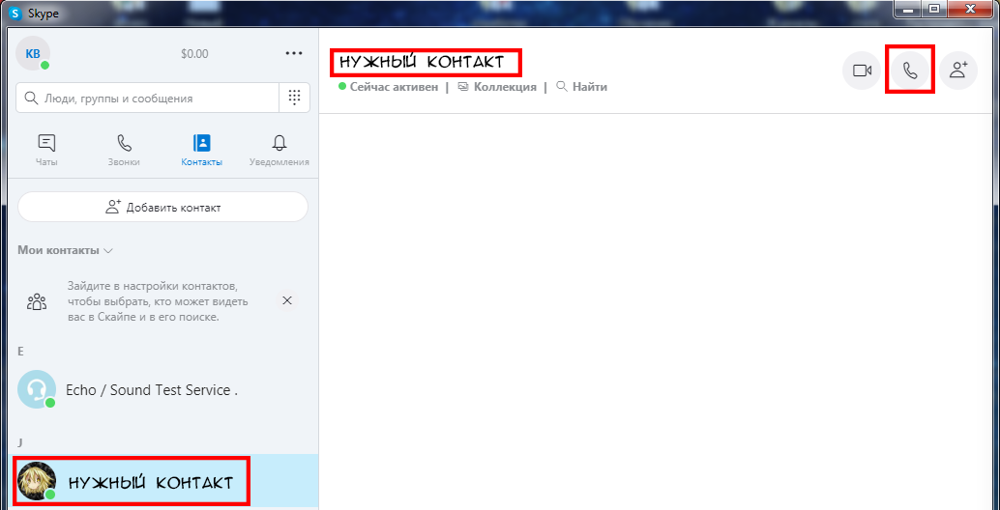 Skype
КВ
$0.00
Люди, группы и сообщения
Чаты Звонки Контакты Уведомления
Добавить контакт
Мои контакты
Зайдите в настройки контактов,
чтобы выбрать, кто может видеть
вас в Скайпе и в его поиске.
E
Echo / Sound Test Service .
J
НУЖНЫЙ КОНТАКТ
НУЖНЫЙ КОНТАКТ
Сейчас активен | Коллекция | Найти